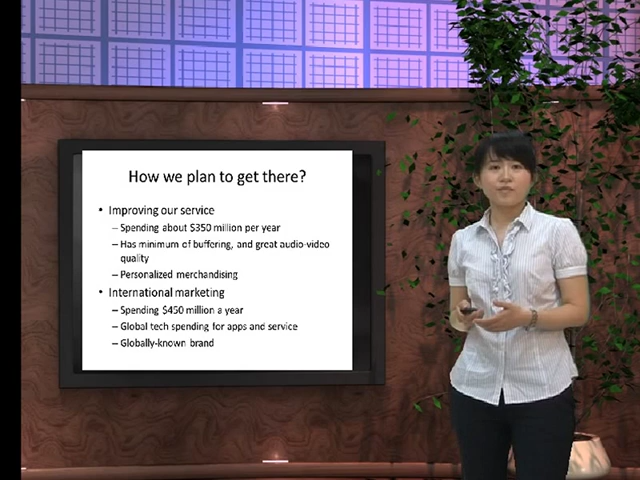 How we plan to get there?
• Improving our service
– Spending about $350 million per year
– Has minimum of buffering, and great audio-video
quality
– Personalized merchandising
• International marketing
– Spending $450 million a year
– Global tech spending for apps and service
– Globally-known brand